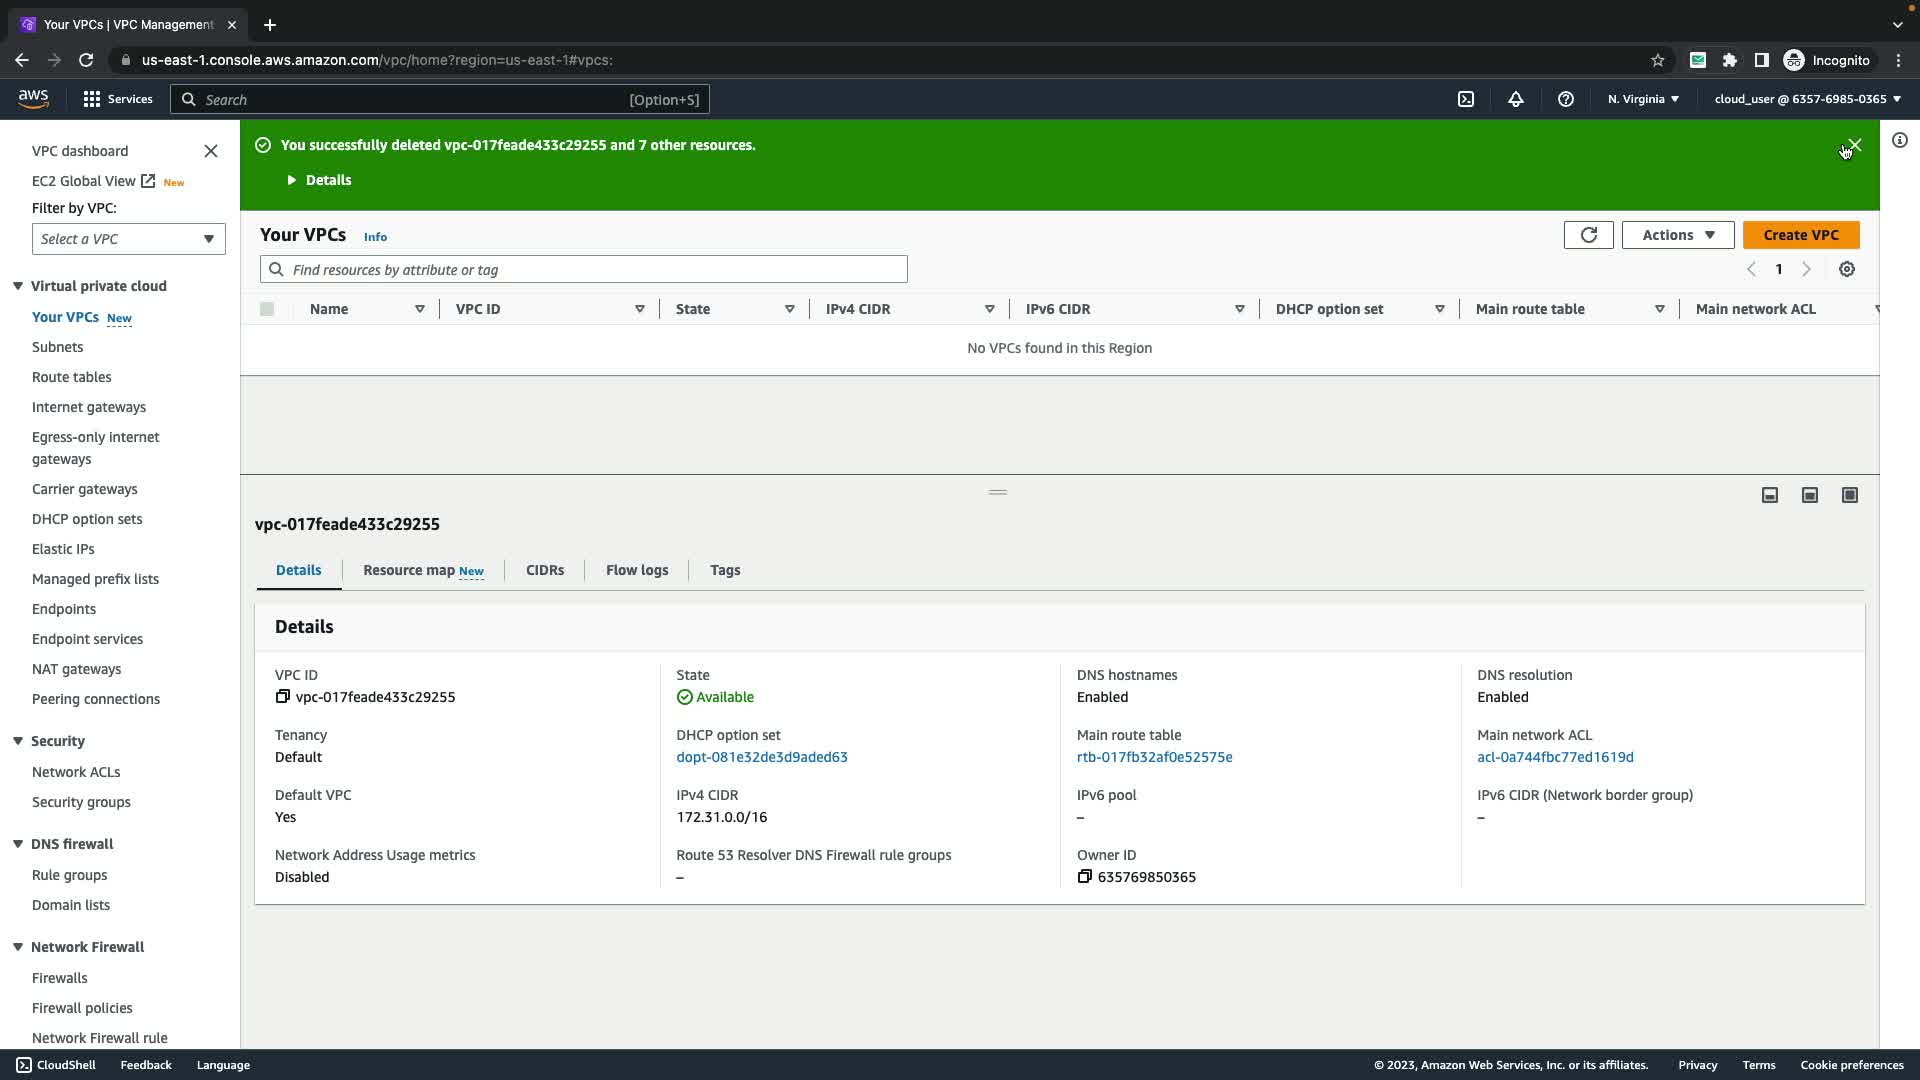 Your VPCs | VPC Management
us-east-1.console.aws.amazon.com/vpc/home?region=us-east-1#vpcs:
Incognito
aws
Services
Search
[Option+S]
N. Virginia
cloud_user @ 6357-6985-0365
VPC dashboard
EC2 Global View New
Filter by VPC:
Select a VPC
Virtual private cloud
Your VPCs New
Subnets
Route tables
Internet gateways
Egress-only internet
gateways
Carrier gateways
DHCP option sets
Elastic IPs
Managed prefix lists
Endpoints
Endpoint services
NAT gateways
Peering connections
Security
Network ACLs
Security groups
DNS firewall
Rule groups
Domain lists
Network Firewall
Firewalls
Firewall policies
Network Firewall rule
You successfully deleted vpc-017feade433c29255 and 7 other resources.
Details
Your VPCs Info
Actions
Create VPC
Find resources by attribute or tag
1
Name
VPC ID
State
IPv4 CIDR
IPv6 CIDR
DHCP option set
Main route table
Main network ACL
No VPCs found in this Region
vpc-017feade433c29255
Details
Resource map New
CIDRs
Flow logs
Tags
Details
VPC ID
vpc-017feade433c29255
State
Available
DNS hostnames
Enabled
DNS resolution
Enabled
Tenancy
Default
DHCP option set
dopt-081e32de3d9aded63
Main route table
rtb-017fb32af0e52575e
Main network ACL
acl-0a744fbc77ed1619d
Default VPC
Yes
IPv4 CIDR
172.31.0.0/16
IPv6 pool
–
IPv6 CIDR (Network border group)
–
Network Address Usage metrics
Disabled
Route 53 Resolver DNS Firewall rule groups
–
Owner ID
635769850365
CloudShell
Feedback
Language
© 2023, Amazon Web Services, Inc. or its affiliates.
Privacy
Terms
Cookie preferences